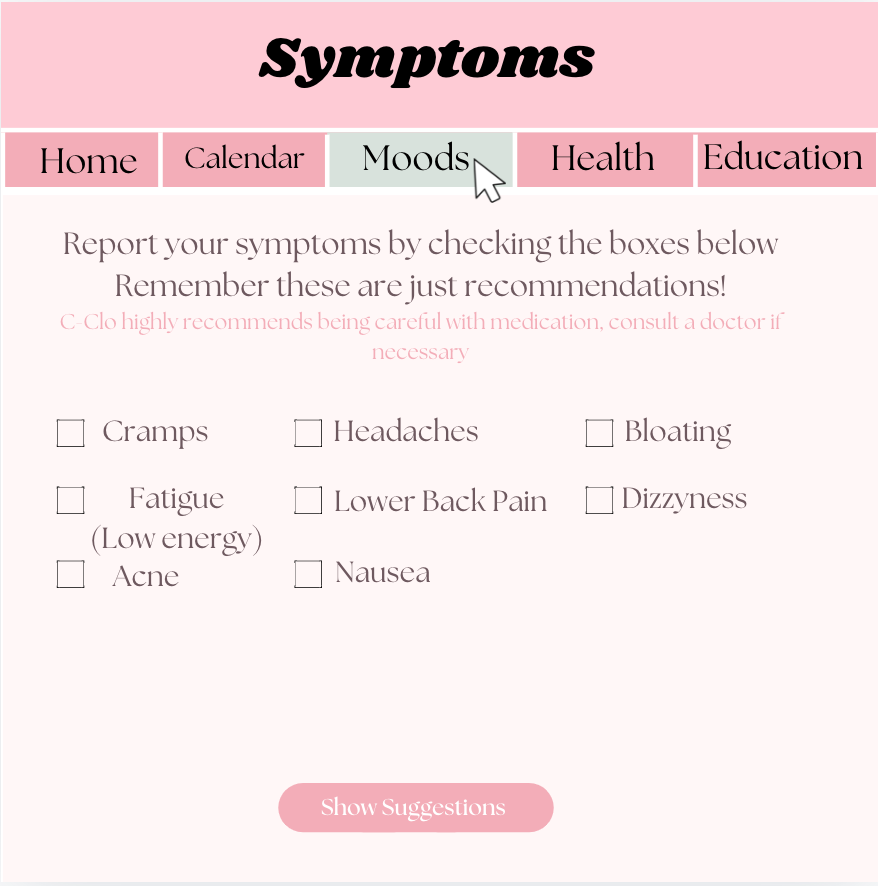 Symptoms
Home Calendar Moods Health Education
Report your symptoms by checking the boxes below
Remember these are just recommendations!
C-Clo highly recommends being careful with medication, consult a doctor if
necessary
Cramps Headaches Bloating
Fatigue Lower Back Pain Dizzyness
(Low energy)
Acne Nausea
Show Suggestions